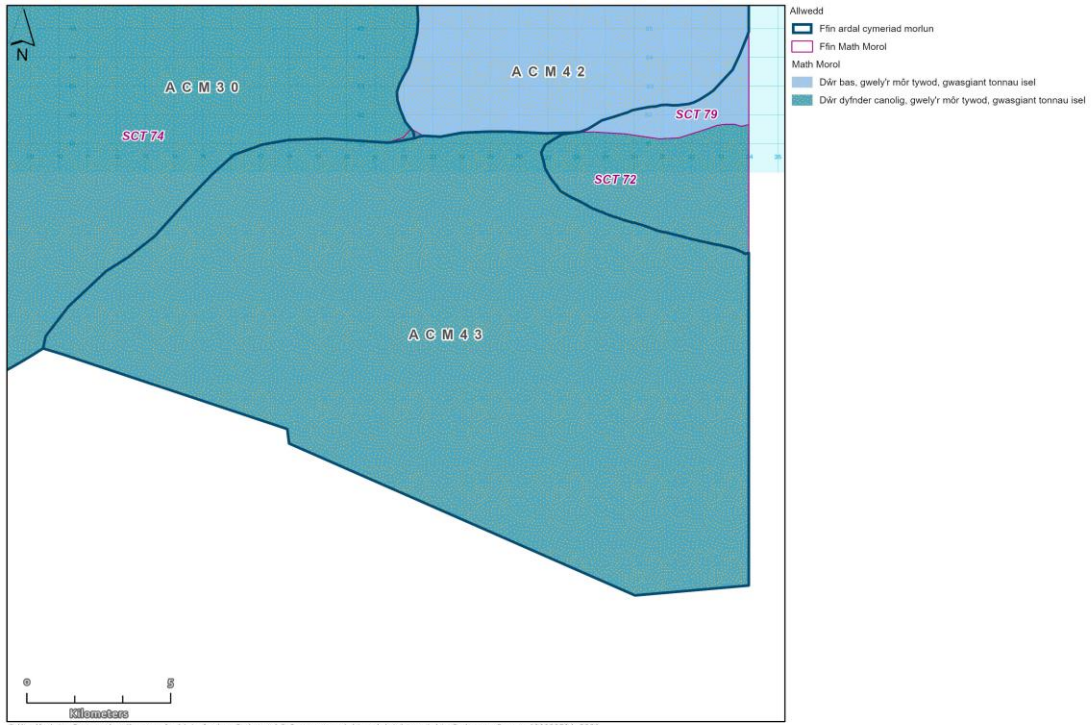 N
ACM30
ACM42
SCT 74
SCT 79
SCT 72
ACM43
0 5
Kilometers
Allwedd
Ffin ardal cymeriad morlun
Ffin Math Morol
Math Morol
Dŵr bas, gwely'r môr tywod, gwasgiant tonnau isel
Dŵr dyfnder canolig, gwely'r môr tywod, gwasgiant tonnau isel